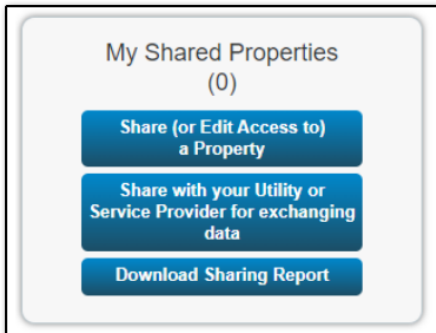 My Shared Properties
(0)
Share (or Edit Access to)
a Property
Share with your Utility or
Service Provider for exchanging
data
Download Sharing Report